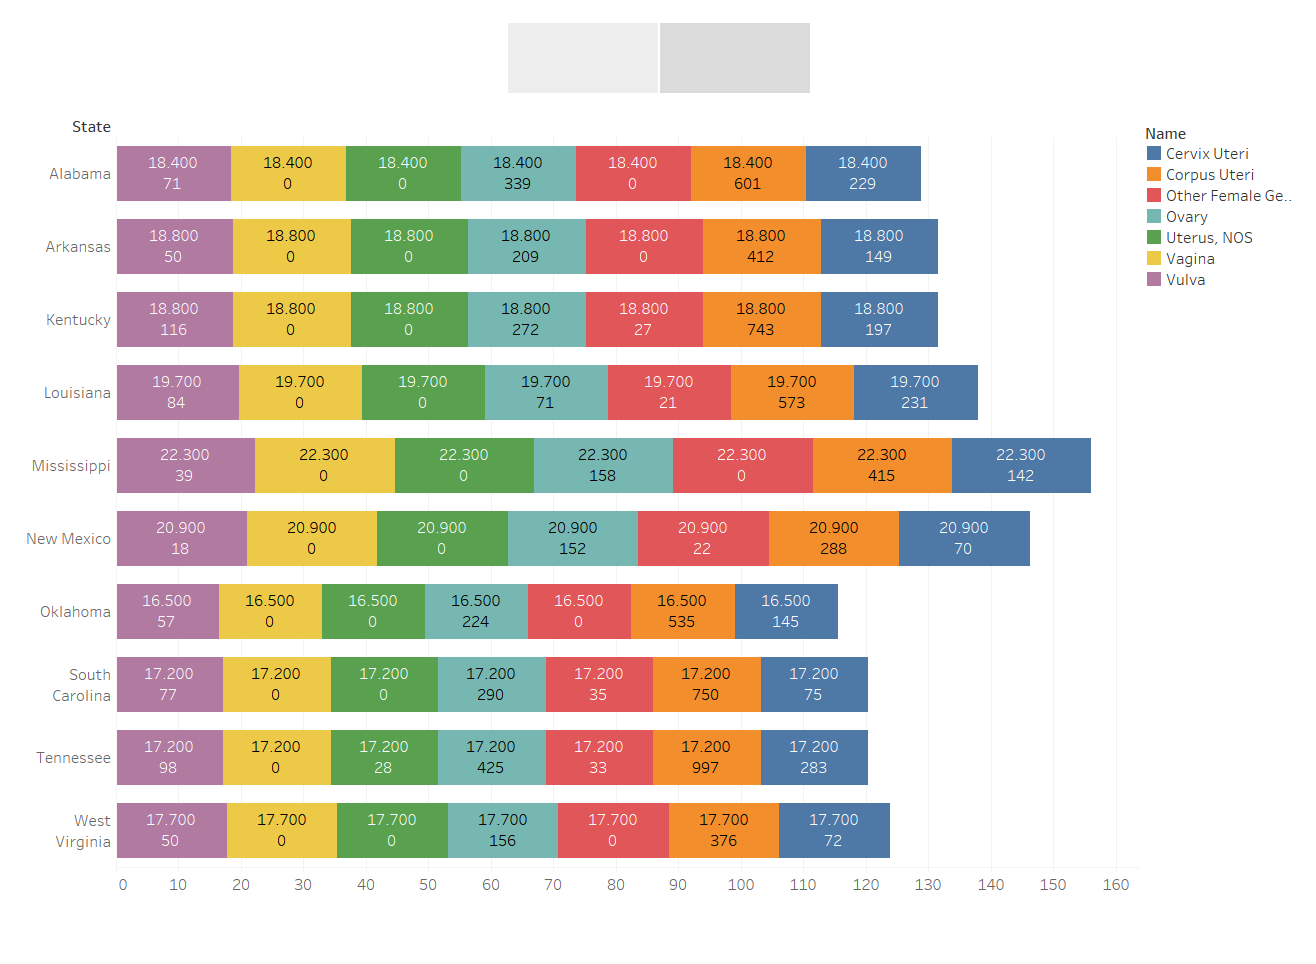 State
Name
Cervix Uteri
Corpus Uteri
Other Female Ge..
Ovary
Uterus, NOS
Vagina
Vulva
Alabama
18.400 18.400 18.400 18.400 18.400 18.400 18.400
71 0 0 339 0 601 229
Arkansas
18.800 18.800 18.800 18.800 18.800 18.800 18.800
50 0 0 209 0 412 149
Kentucky
18.800 18.800 18.800 18.800 18.800 18.800 18.800
116 0 0 272 27 743 197
Louisiana
19.700 19.700 19.700 19.700 19.700 19.700 19.700
84 0 0 71 21 573 231
Mississippi
22.300 22.300 22.300 22.300 22.300 22.300 22.300
39 0 0 158 0 415 142
New Mexico
20.900 20.900 20.900 20.900 20.900 20.900 20.900
18 0 0 152 22 288 70
Oklahoma
16.500 16.500 16.500 16.500 16.500 16.500 16.500
57 0 0 224 0 535 145
South
Carolina
17.200 17.200 17.200 17.200 17.200 17.200 17.200
77 0 0 290 35 750 75
Tennessee
17.200 17.200 17.200 17.200 17.200 17.200 17.200
98 0 28 425 33 997 283
West
Virginia
17.700 17.700 17.700 17.700 17.700 17.700 17.700
50 0 0 156 0 376 72
0 10 20 30 40 50 60 70 80 90 100 110 120 130 140 150 160